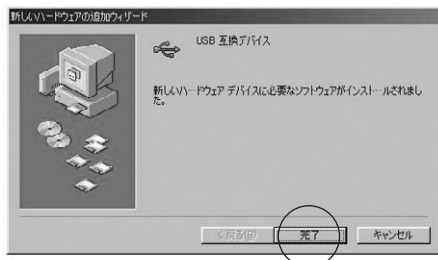 新しいハードウェアの追加ウィザード
USB 互換デバイス
新しいハードウェア デバイスに必要なソフトウェアがインストールされまし
た。
< 戻る(B)
完了
キャンセル